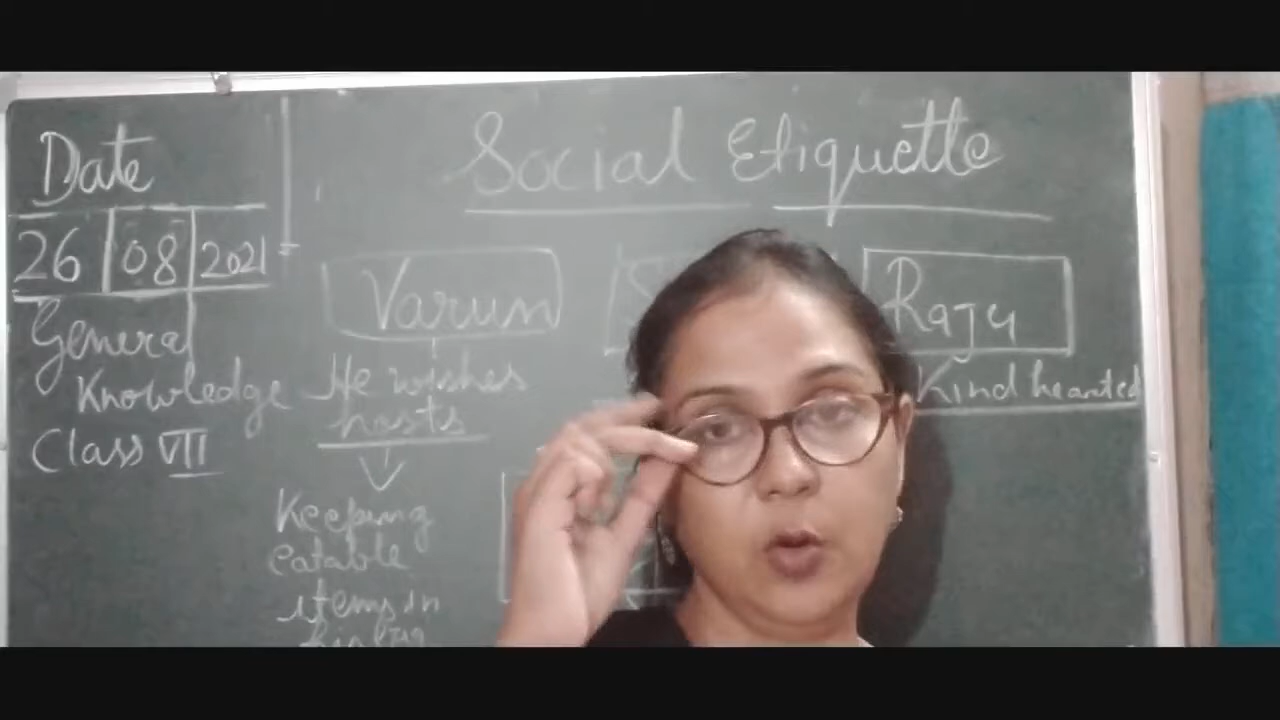 Date
26 08 2021
General
Knowledge
Class VII
Social Etiquette
Varun
He wishes
hosts
Keeping
eatable
items in
Raju
Kind hearted